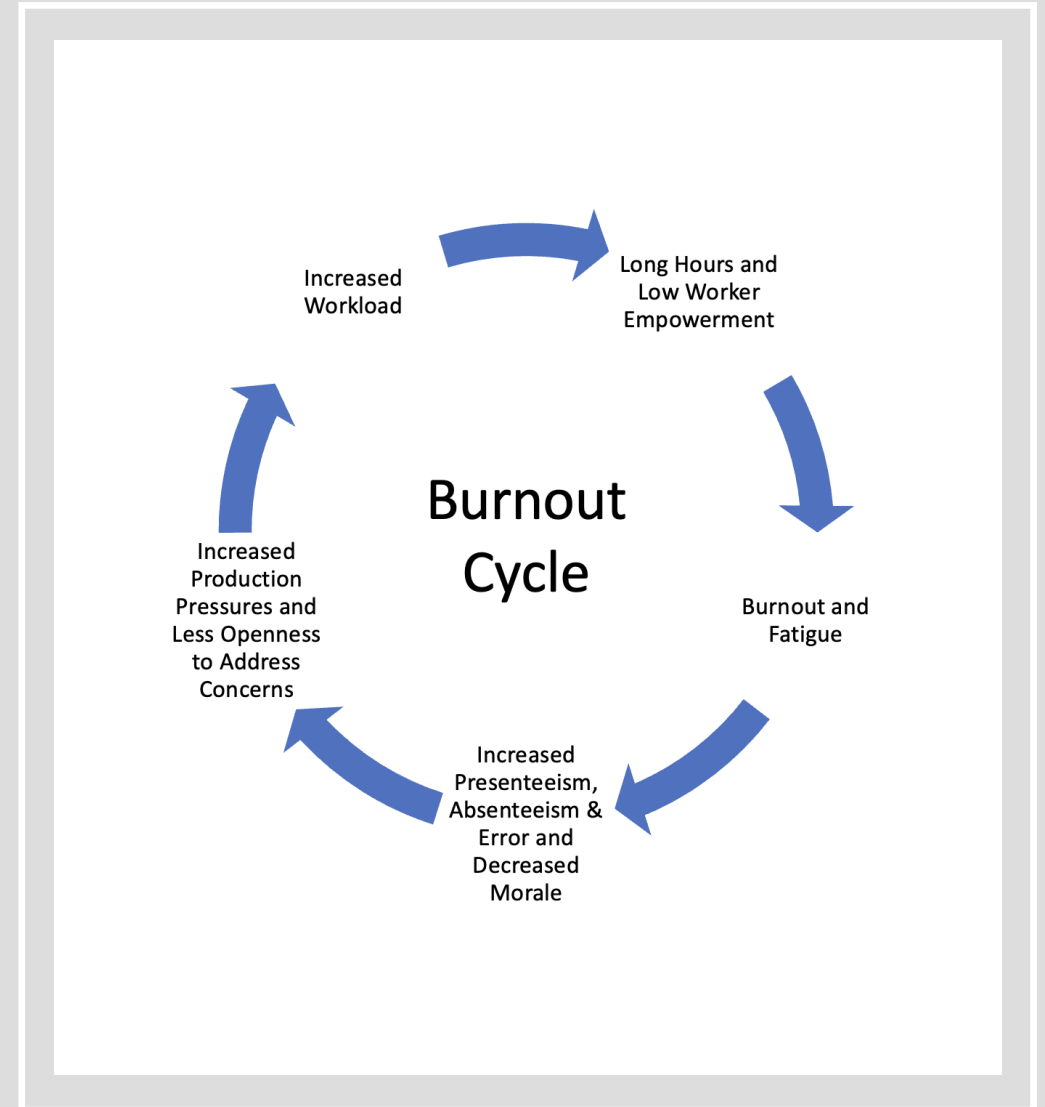 Increased
Workload
Long Hours and
Low Worker
Empowerment
Burnout
Cycle
Burnout and
Fatigue
Increased
Presenteeism,
Absenteeism &
Error and
Decreased
Morale
Increased
Production
Pressures and
Less Openness
to Address
Concerns